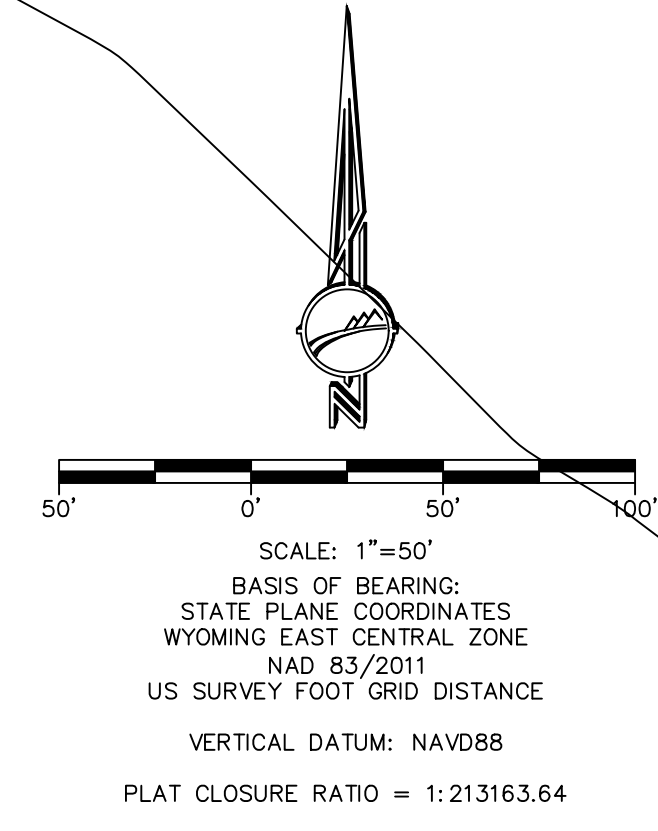 N
50' 0' 50' 100'
SCALE: 1"=50'
BASIS OF BEARING:
STATE PLANE COORDINATES
WYOMING EAST CENTRAL ZONE
NAD 83/2011
US SURVEY FOOT GRID DISTANCE
VERTICAL DATUM: NAVD88
PLAT CLOSURE RATIO = 1:213163.64